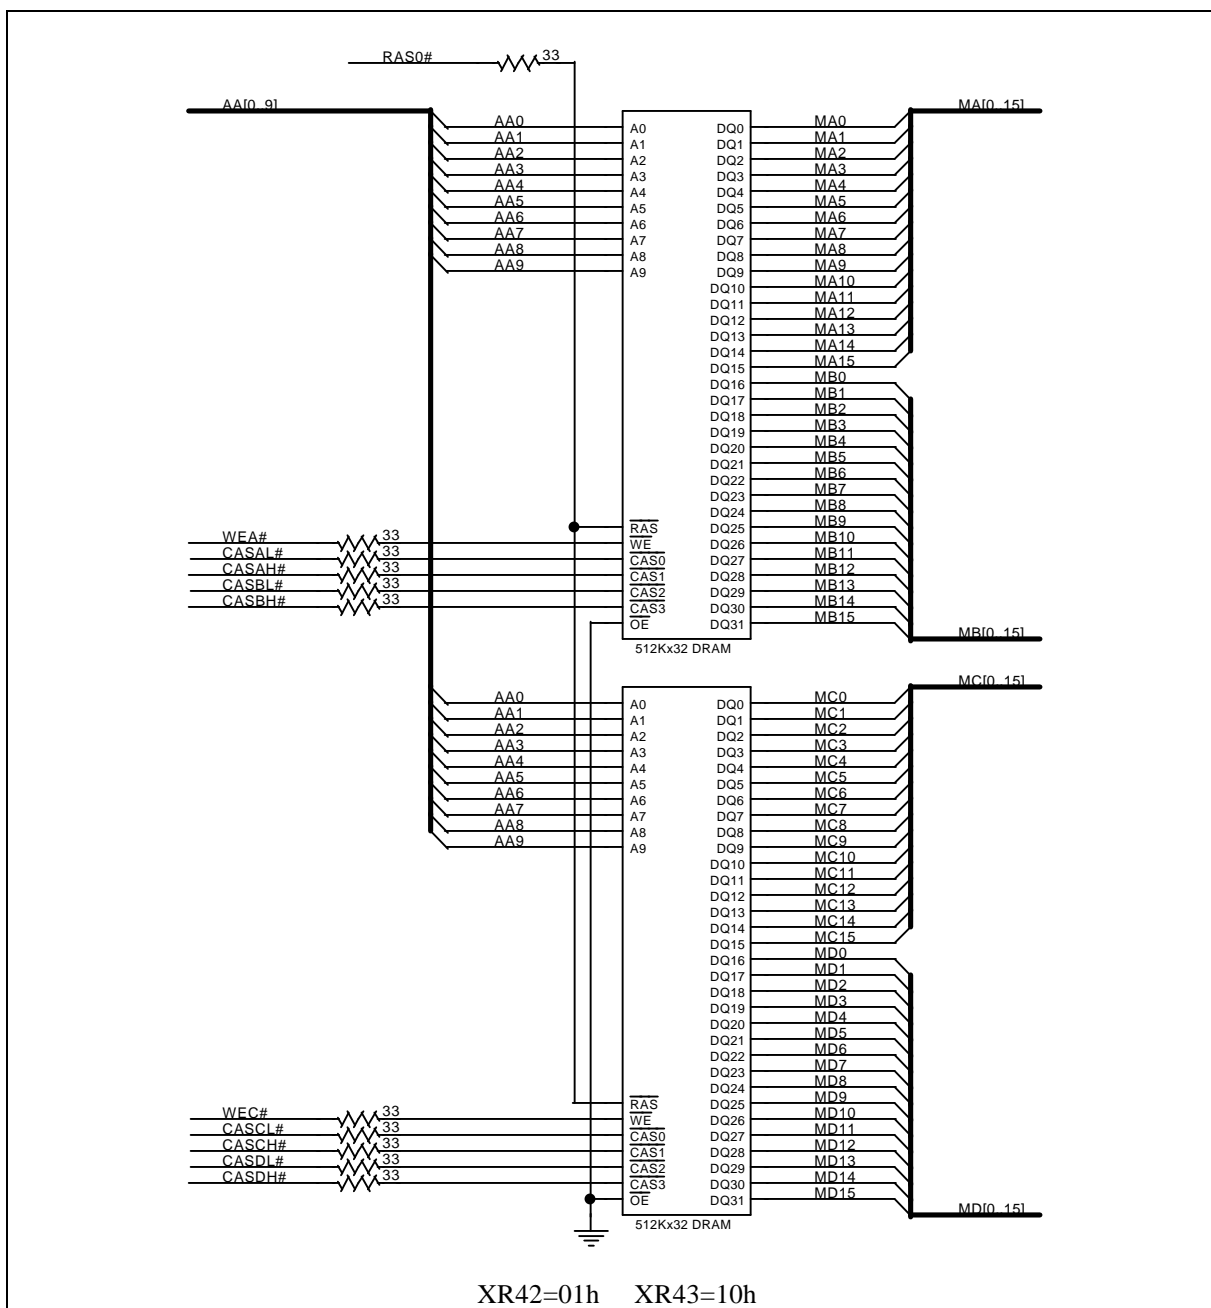 RAS0# 33
AA[0..9] MA[0..15]
AA0 A0 DQ0 MA0
AA1 A1 DQ1 MA1
AA2 A2 DQ2 MA2
AA3 A3 DQ3 MA3
AA4 A4 DQ4 MA4
AA5 A5 DQ5 MA5
AA6 A6 DQ6 MA6
AA7 A7 DQ7 MA7
AA8 A8 DQ8 MA8
AA9 A9 DQ9 MA9
DQ10 MA10
DQ11 MA11
DQ12 MA12
DQ13 MA13
DQ14 MA14
DQ15 MA15
DQ16 MB0
DQ17 MB1
DQ18 MB2
DQ19 MB3
DQ20 MB4
DQ21 MB5
DQ22 MB6
DQ23 MB7
DQ24 MB8
RAS DQ25 MB9
WEA# 33 WE DQ26 MB10
CASAL# 33 CAS0 DQ27 MB11
CASAH# 33 CAS1 DQ28 MB12
CASBL# 33 CAS2 DQ29 MB13
CASBH# 33 CAS3 DQ30 MB14
OE DQ31 MB15
512Kx32 DRAM MB[0..15]
MC[0..15]
AA0 A0 DQ0 MC0
AA1 A1 DQ1 MC1
AA2 A2 DQ2 MC2
AA3 A3 DQ3 MC3
AA4 A4 DQ4 MC4
AA5 A5 DQ5 MC5
AA6 A6 DQ6 MC6
AA7 A7 DQ7 MC7
AA8 A8 DQ8 MC8
AA9 A9 DQ9 MC9
DQ10 MC10
DQ11 MC11
DQ12 MC12
DQ13 MC13
DQ14 MC14
DQ15 MC15
DQ16 MD0
DQ17 MD1
DQ18 MD2
DQ19 MD3
DQ20 MD4
DQ21 MD5
DQ22 MD6
DQ23 MD7
DQ24 MD8
RAS DQ25 MD9
WEC# 33 WE DQ26 MD10
CASCL# 33 CAS0 DQ27 MD11
CASCH# 33 CAS1 DQ28 MD12
CASDL# 33 CAS2 DQ29 MD13
CASDH# 33 CAS3 DQ30 MD14
OE DQ31 MD15
512Kx32 DRAM MD[0..15]
XR42=01h XR43=10h